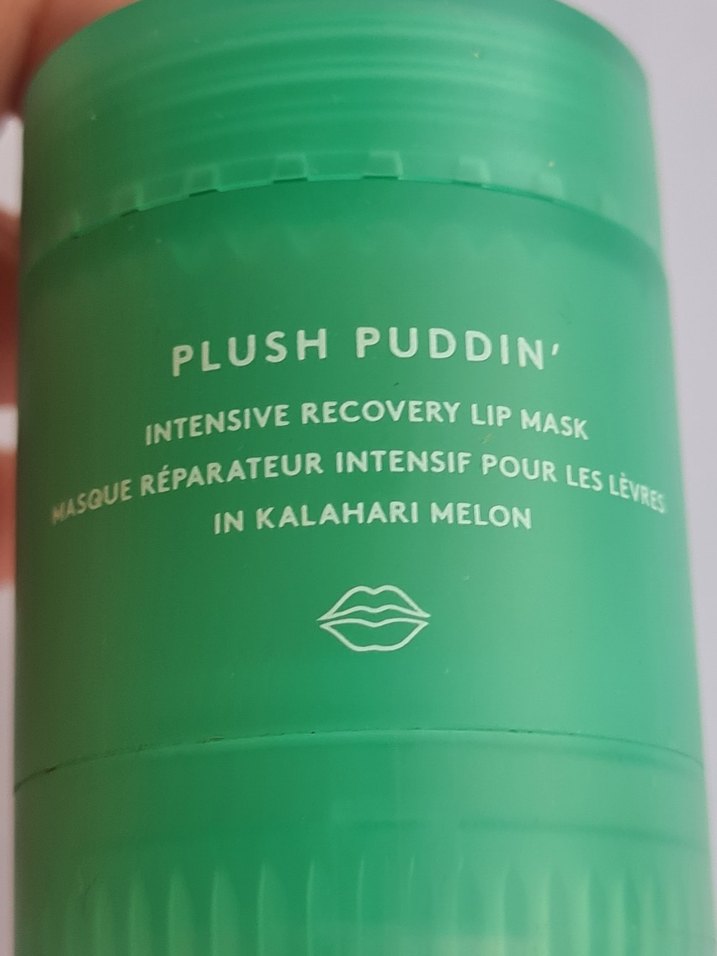 PLUSH PUDDIN'
INTENSIVE RECOVERY LIP MASK
MASQUE RÉPARATEUR INTENSIF POUR LES LÈVRES
IN KALAHARI MELON